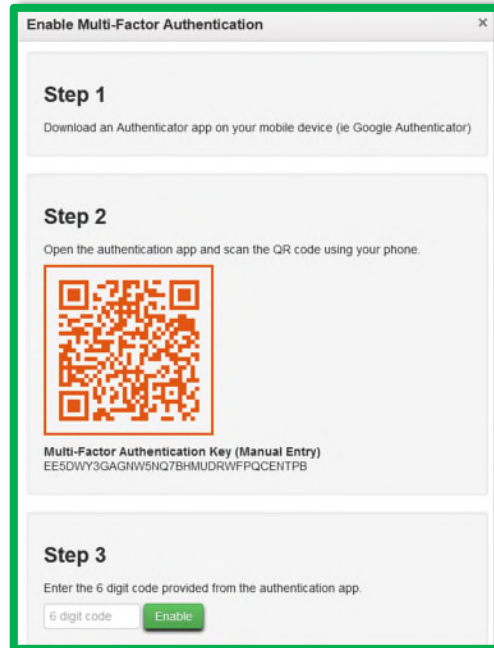 Enable Multi-Factor Authentication ×
Step 1
Download an Authenticator app on your mobile device (ie Google Authenticator)
Step 2
Open the authentication app and scan the QR code using your phone.
Multi-Factor Authentication Key (Manual Entry)
EE5DWY3GAGNW5NQ7BHMUDRWFPQCENTPB
Step 3
Enter the 6 digit code provided from the authentication app.
6 digit code Enable